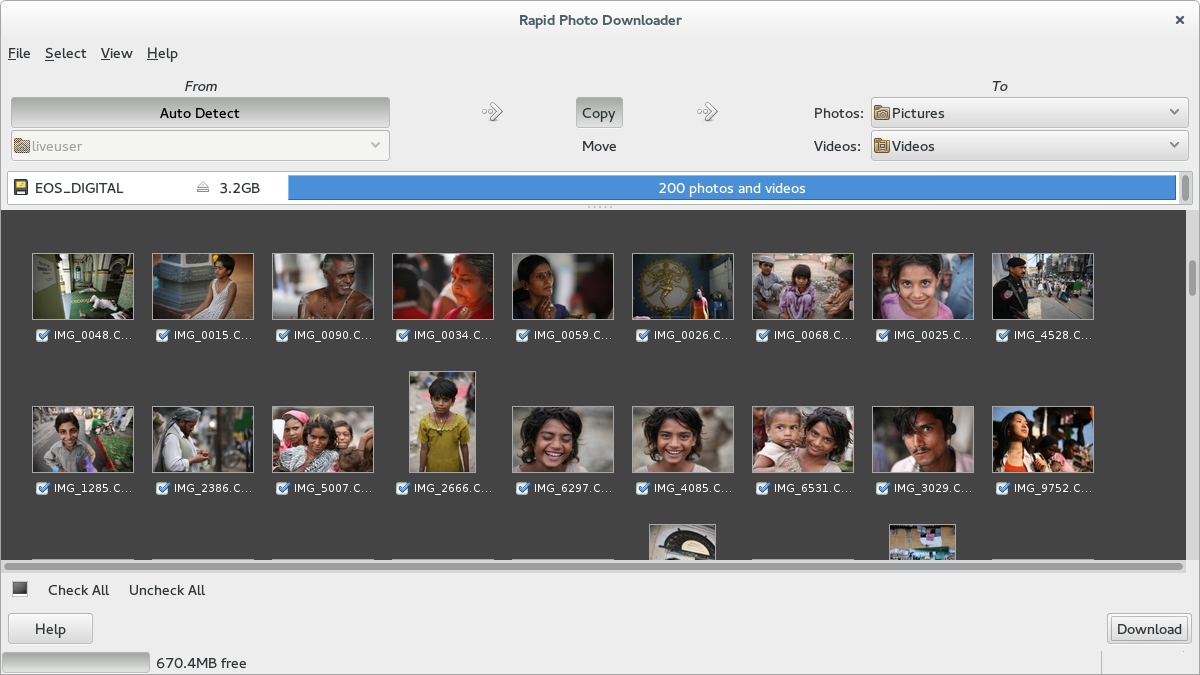 Rapid Photo Downloader
File Select View Help
From To
Auto Detect Copy Photos: Pictures
liveuser Move Videos: Videos
EOS_DIGITAL 3.2GB 200 photos and videos
IMG_0048.C... IMG_0015.C... IMG_0090.C... IMG_0034.C... IMG_0059.C... IMG_0026.C... IMG_0068.C... IMG_0025.C... IMG_4528.C...
IMG_1285.C... IMG_2386.C... IMG_5007.C... IMG_2666.C... IMG_6297.C... IMG_4085.C... IMG_6531.C... IMG_3029.C... IMG_9752.C...
Check All Uncheck All
Help Download
670.4MB free